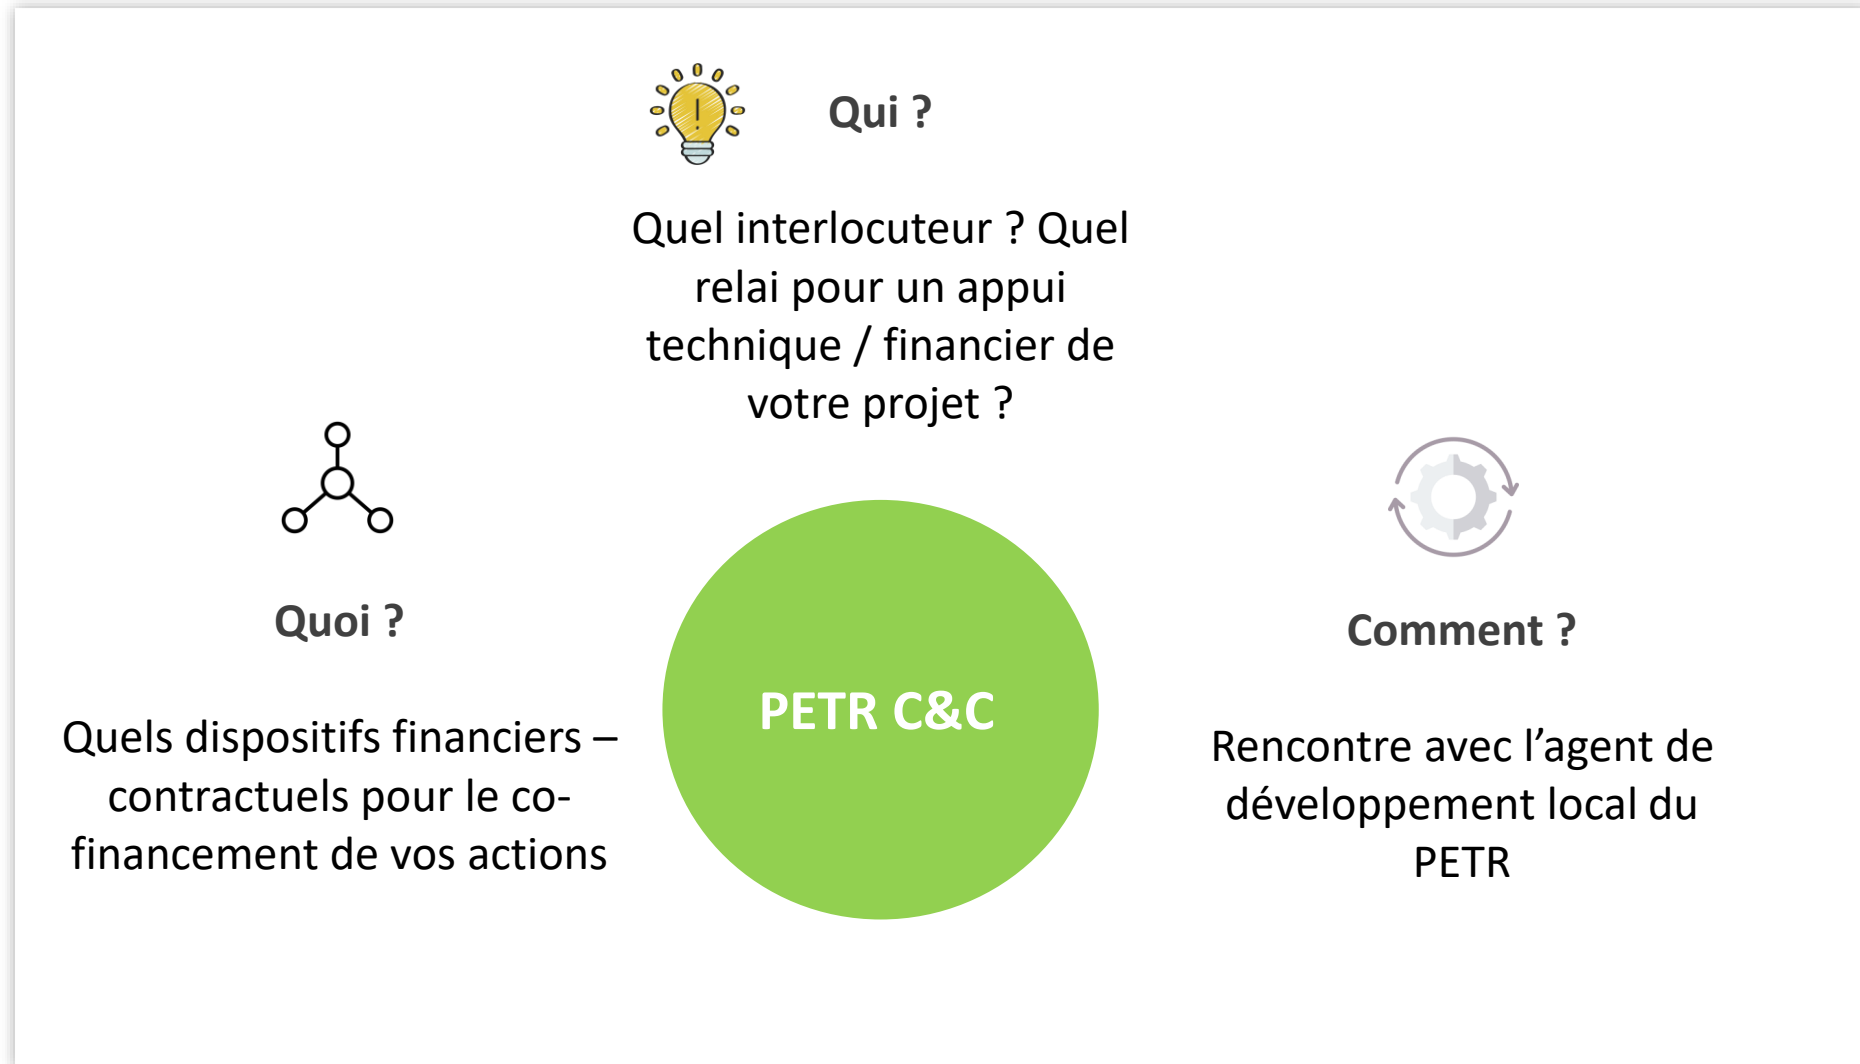 Qui ?
Quel interlocuteur ? Quel
relai pour un appui
technique / financier de
votre projet ?
Quoi ?
Quels dispositifs financiers –
contractuels pour le co-
financement de vos actions
PETR C&C
Comment ?
Rencontre avec l’agent de
développement local du
PETR